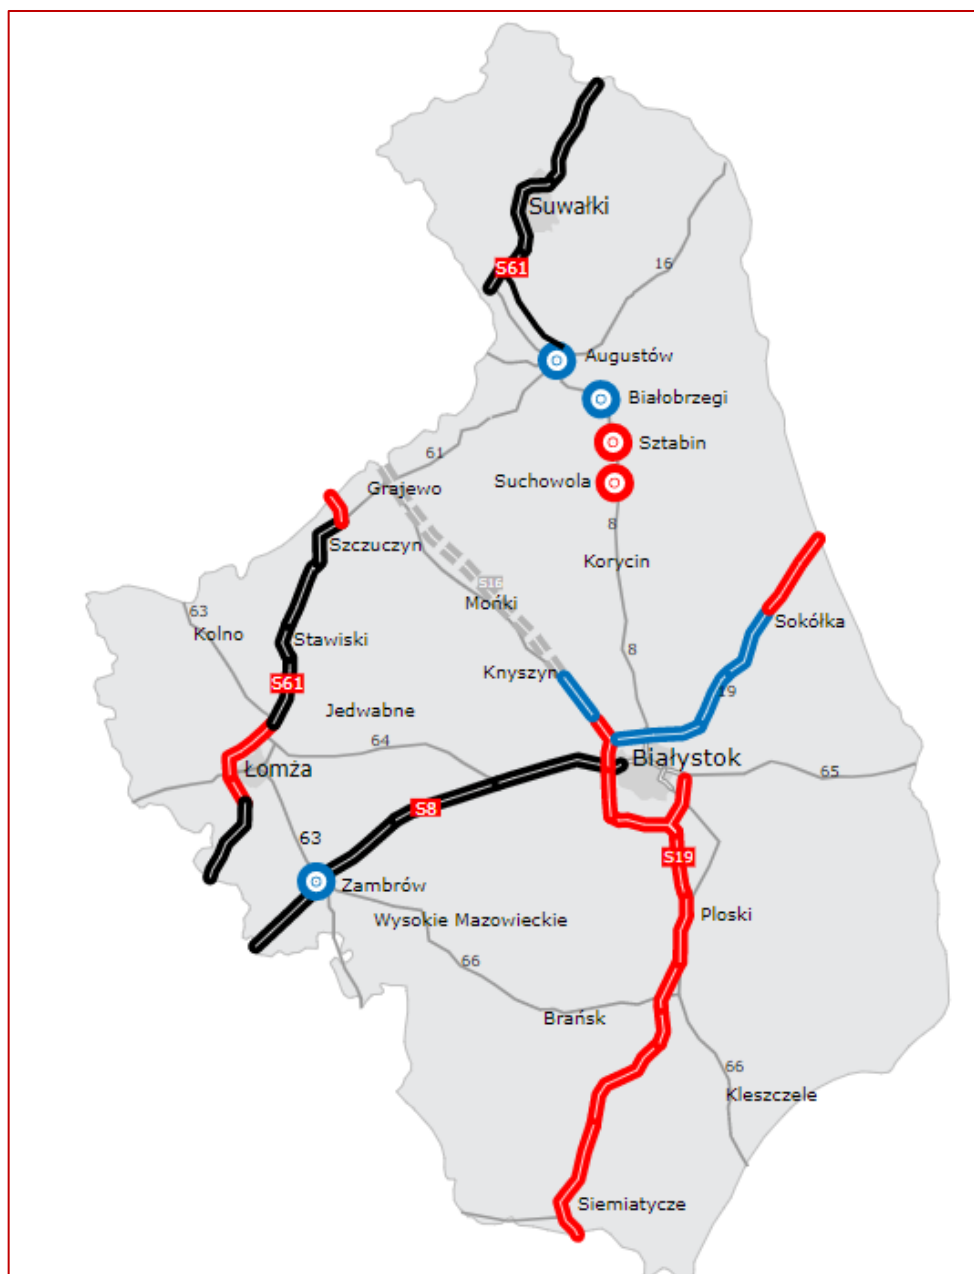 Suwałki
S61
16
Augustów
Białobrzegi
Sztabin
61
Suchowola
Grajewo
8
Szczuczyn
Korycin
S16
Mońki
63
Kolno
Stawiski
Sokółka
8
Knyszyn
S61
19
Jedwabne
64
Białystok
Łomża
65
S8
63
S19
Zambrów
Ploski
Wysokie Mazowieckie
66
Brańsk
66
Kleszczele
Siemiatycze